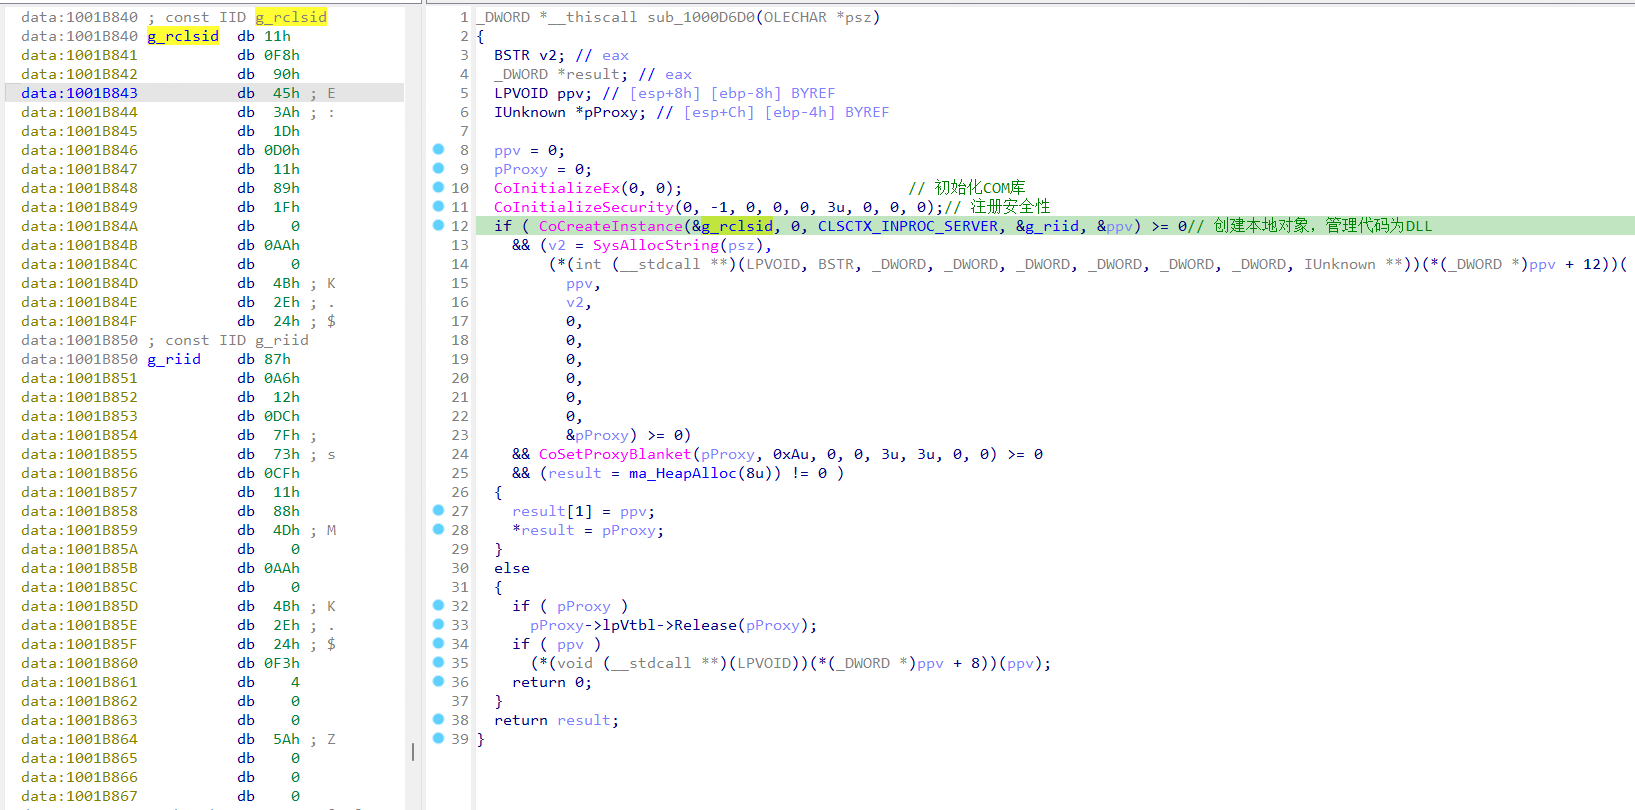 data:1001B840 ; const IID g_rclsid
data:1001B840 g_rclsid db 11h
data:1001B841 db 0F8h
data:1001B842 db 90h
data:1001B843 db 45h ; E
data:1001B844 db 3Ah ; :
data:1001B845 db 1Dh
data:1001B846 db 0D0h
data:1001B847 db 11h
data:1001B848 db 89h
data:1001B849 db 1Fh
data:1001B84A db 0
data:1001B84B db 0AAh
data:1001B84C db 0
data:1001B84D db 4Bh ; K
data:1001B84E db 2Eh ; .
data:1001B84F db 24h ; $
data:1001B850 ; const IID g_riid
data:1001B850 g_riid db 87h
data:1001B851 db 0A6h
data:1001B852 db 12h
data:1001B853 db 0DCh
data:1001B854 db 7Fh ;
data:1001B855 db 73h ; s
data:1001B856 db 0CFh
data:1001B857 db 11h
data:1001B858 db 88h
data:1001B859 db 4Dh ; M
data:1001B85A db 0
data:1001B85B db 0AAh
data:1001B85C db 0
data:1001B85D db 4Bh ; K
data:1001B85E db 2Eh ; .
data:1001B85F db 24h ; $
data:1001B860 db 0F3h
data:1001B861 db 4
data:1001B862 db 0
data:1001B863 db 0
data:1001B864 db 5Ah ; Z
data:1001B865 db 0
data:1001B866 db 0
data:1001B867 db 0
1 _DWORD *__thiscall sub_1000D6D0(OLECHAR *psz)
2 {
3 BSTR v2; // eax
4 _DWORD *result; // eax
5 LPVOID ppv; // [esp+8h] [ebp-8h] BYREF
6 IUnknown *pProxy; // [esp+Ch] [ebp-4h] BYREF
7
8 ppv = 0;
9 pProxy = 0;
10 CoInitializeEx(0, 0); // 初始化COM库
11 CoInitializeSecurity(0, -1, 0, 0, 0, 3u, 0, 0, 0);// 注册安全性
12 if ( CoCreateInstance(&g_rclsid, 0, CLSCTX_INPROC_SERVER, &g_riid, &ppv) >= 0// 创建本地对象，管理代码为DLL
13 && (v2 = SysAllocString(psz),
14 (*(int (__stdcall **)(LPVOID, BSTR, _DWORD, _DWORD, _DWORD, _DWORD, _DWORD, _DWORD, IUnknown **))(*(_DWORD *)ppv + 12))(
15 ppv,
16 v2,
17 0,
18 0,
19 0,
20 0,
21 0,
22 0,
23 &pProxy) >= 0)
24 && CoSetProxyBlanket(pProxy, 0xAu, 0, 0, 3u, 3u, 0, 0) >= 0
25 && (result = ma_HeapAlloc(8u)) != 0 )
26 {
27 result[1] = ppv;
28 *result = pProxy;
29 }
30 else
31 {
32 if ( pProxy )
33 pProxy->lpVtbl->Release(pProxy);
34 if ( ppv )
35 (*(void (__stdcall **)(LPVOID))(*(_DWORD *)ppv + 8))(ppv);
36 return 0;
37 }
38 return result;
39 }